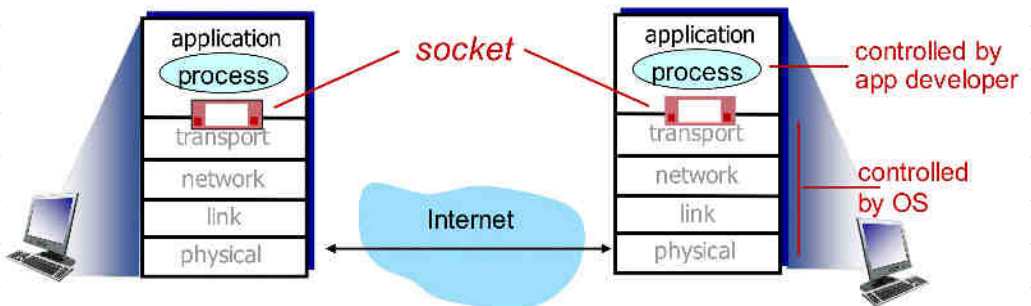 application
process
socket
transport
network
link
physical
Internet
application
process
transport
network
link
physical
controlled by
app developer
controlled
by OS